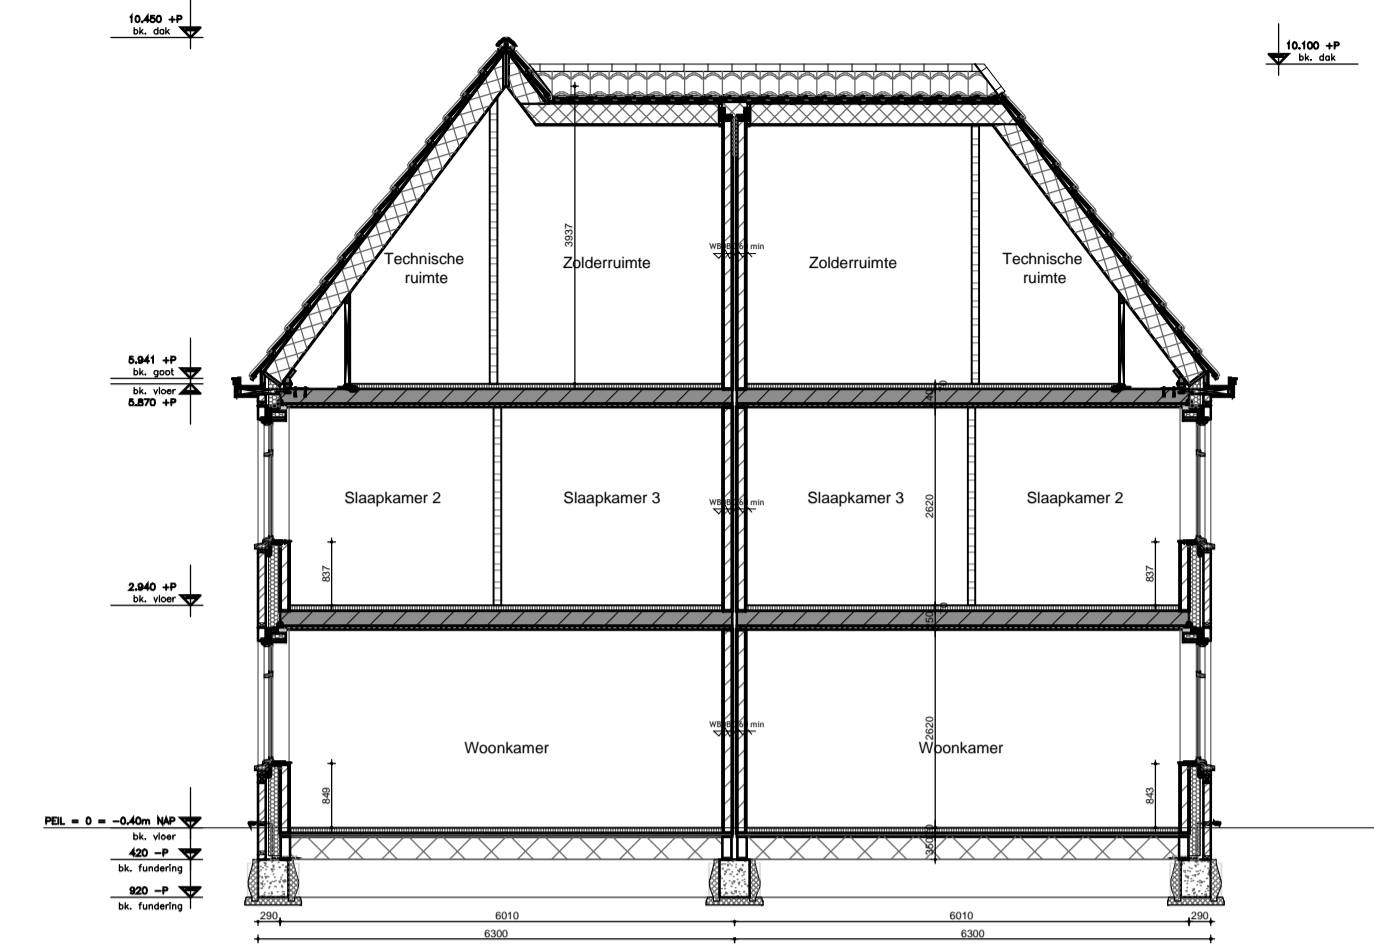 10.450 +P
bk. dak
10.100 +P
bk. dak
3937
min
Technische
ruimte
Zolderruimte
Zolderruimte
Technische
ruimte
5.941 +P
bk. goot
bk. vloer
5.870 +P
Slaapkamer 2
Slaapkamer 3
min
Slaapkamer 3
2620
Slaapkamer 2
837
837
2.940 +P
bk. vloer
min
2620
Woonkamer
Woonkamer
849
843
PEIL = 0 = -0.40m NAP
bk. vloer
420 -P
bk. fundering
920 -P
bk. fundering
290
6010
6010
290
6300
6300